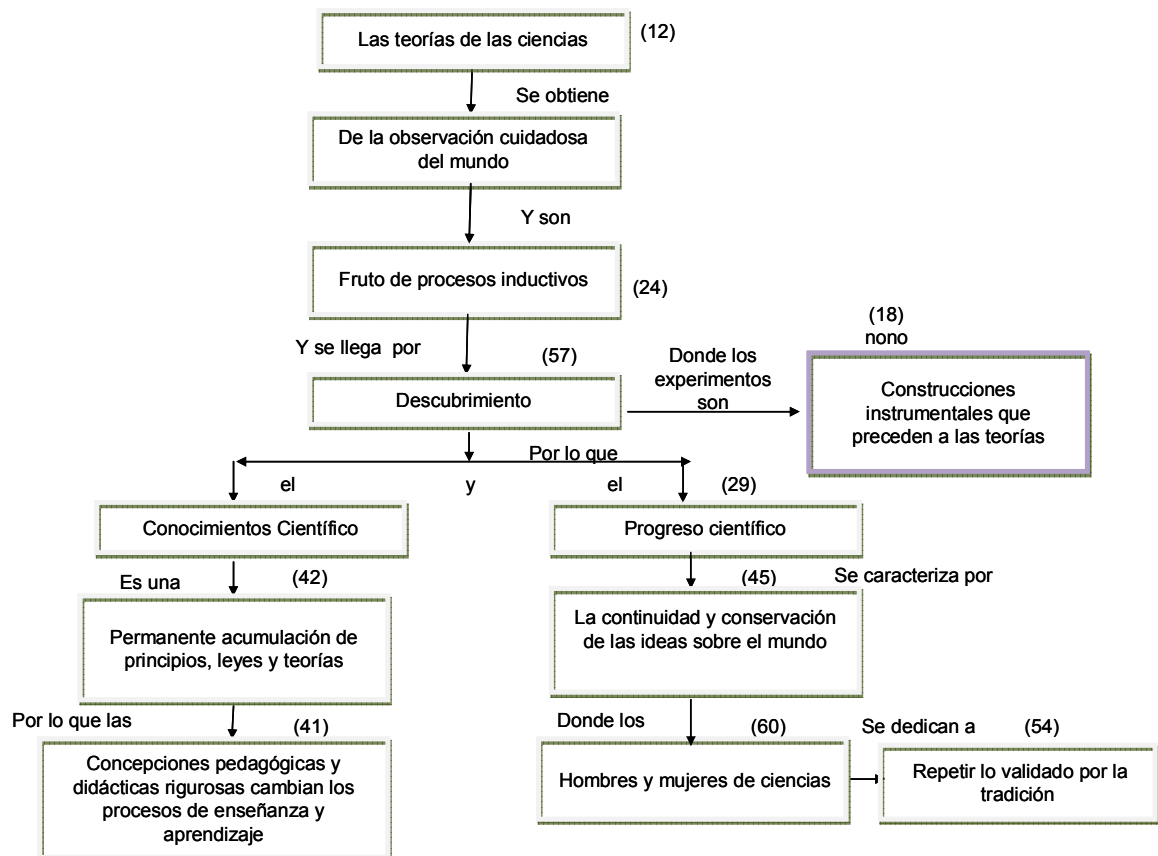 Las teorías de las ciencias
(12)
Se obtiene
De la observación cuidadosa
del mundo
Y son
Fruto de procesos inductivos
(24)
Y se llega por
(57)
Descubrimiento
Donde los
experimentos
son
(18)
nono
Construcciones
instrumentales que
preceden a las teorías
Por lo que
el
y
el
(29)
Conocimientos Científico
Progreso científico
Es una
(42)
(45)
Se caracteriza por
Permanente acumulación de
principios, leyes y teorías
La continuidad y conservación
de las ideas sobre el mundo
Por lo que las
(41)
Donde los
(60)
Se dedican a
(54)
Concepciones pedagógicas y
didácticas rigurosas cambian los
procesos de enseñanza y
aprendizaje
Hombres y mujeres de ciencias
Repetir lo validado por la
tradición